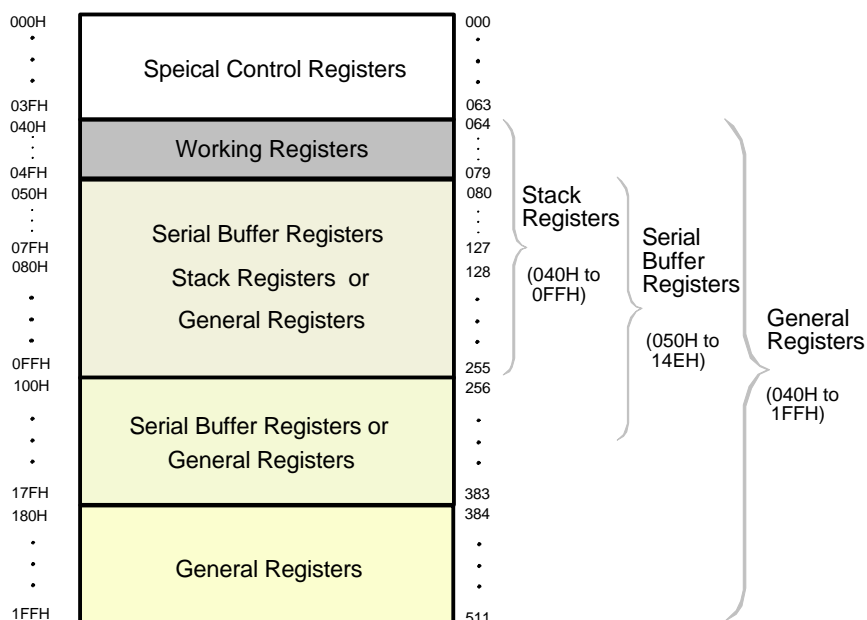 000H
000
Speical Control Registers
03FH
063
040H
064
Working Registers
04FH
079
050H
080
Stack
Registers
Serial Buffer Registers
Serial
Buffer
Registers
07FH
127
080H
128
Stack Registers or
(040H to
0FFH)
General Registers
General
Registers
(050H to
14EH)
0FFH
255
100H
256
(040H to
1FFH)
Serial Buffer Registers or
General Registers
17FH
383
180H
384
General Registers
1FFH
511